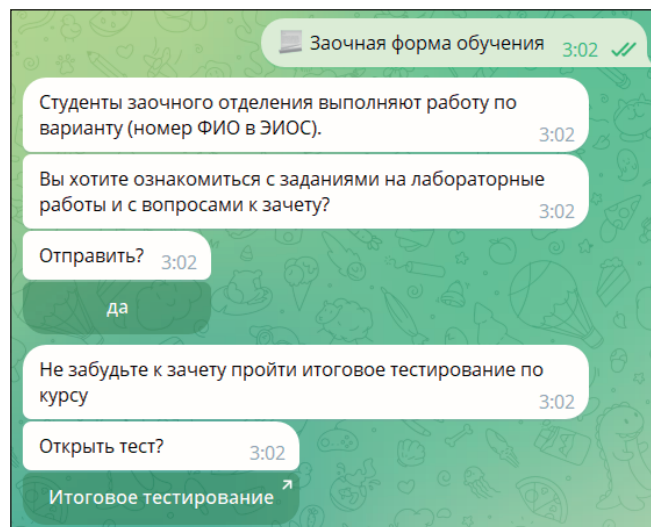 Заочная форма обучения 3:02
Студенты заочного отделения выполняют работу по
варианту (номер ФИО в ЭИОС).
3:02
Вы хотите ознакомиться с заданиями на лабораторные
работы и с вопросами к зачету?
3:02
Отправить? 3:02
да
Не забудьте к зачету пройти итоговое тестирование по
курсу
3:02
Открыть тест? 3:02
Итоговое тестирование